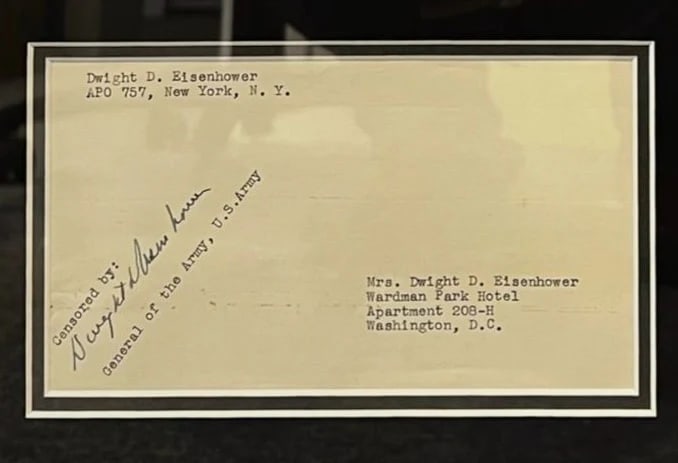 Dwight D. Eisenhower
APO 757, New York, N. Y.
Censored by:
Dwight D Eisenhower
General of the Army, U.S.Army
Mrs. Dwight D. Eisenhower
Wardman Park Hotel
Apartment 208-H
Washington, D.C.